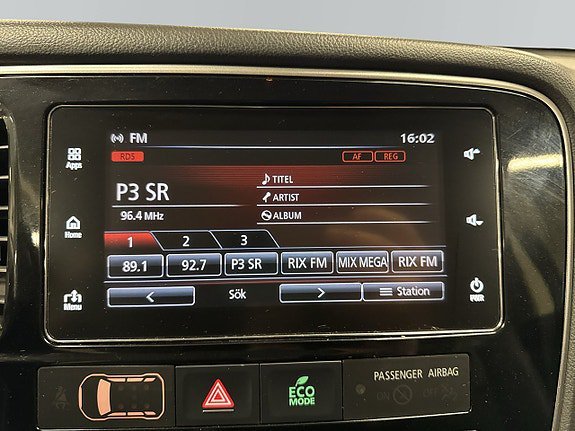 FM 16:02
RDS AF REG
Apps
P3 SR
96.4 MHz
TITEL
ARTIST
ALBUM
Home
1 2 3
89.1 92.7 P3 SR RIX FM MIX MEGA RIX FM
< Sök > Station
Menu
PWR
ECO
MODE
PASSENGER AIRBAG
ON OFF